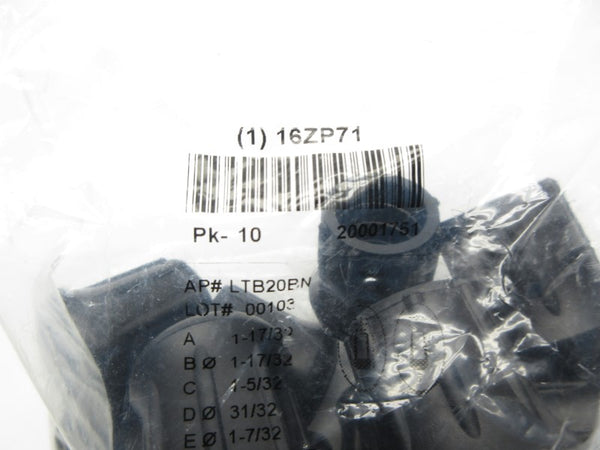 (1) 16ZP71
Pk- 10 20001751
AP# LTB20BN
LOT# 00103
A 1-17/32
B Ø 1-17/32
C 1-5/32
D Ø 31/32
E Ø 1-7/32